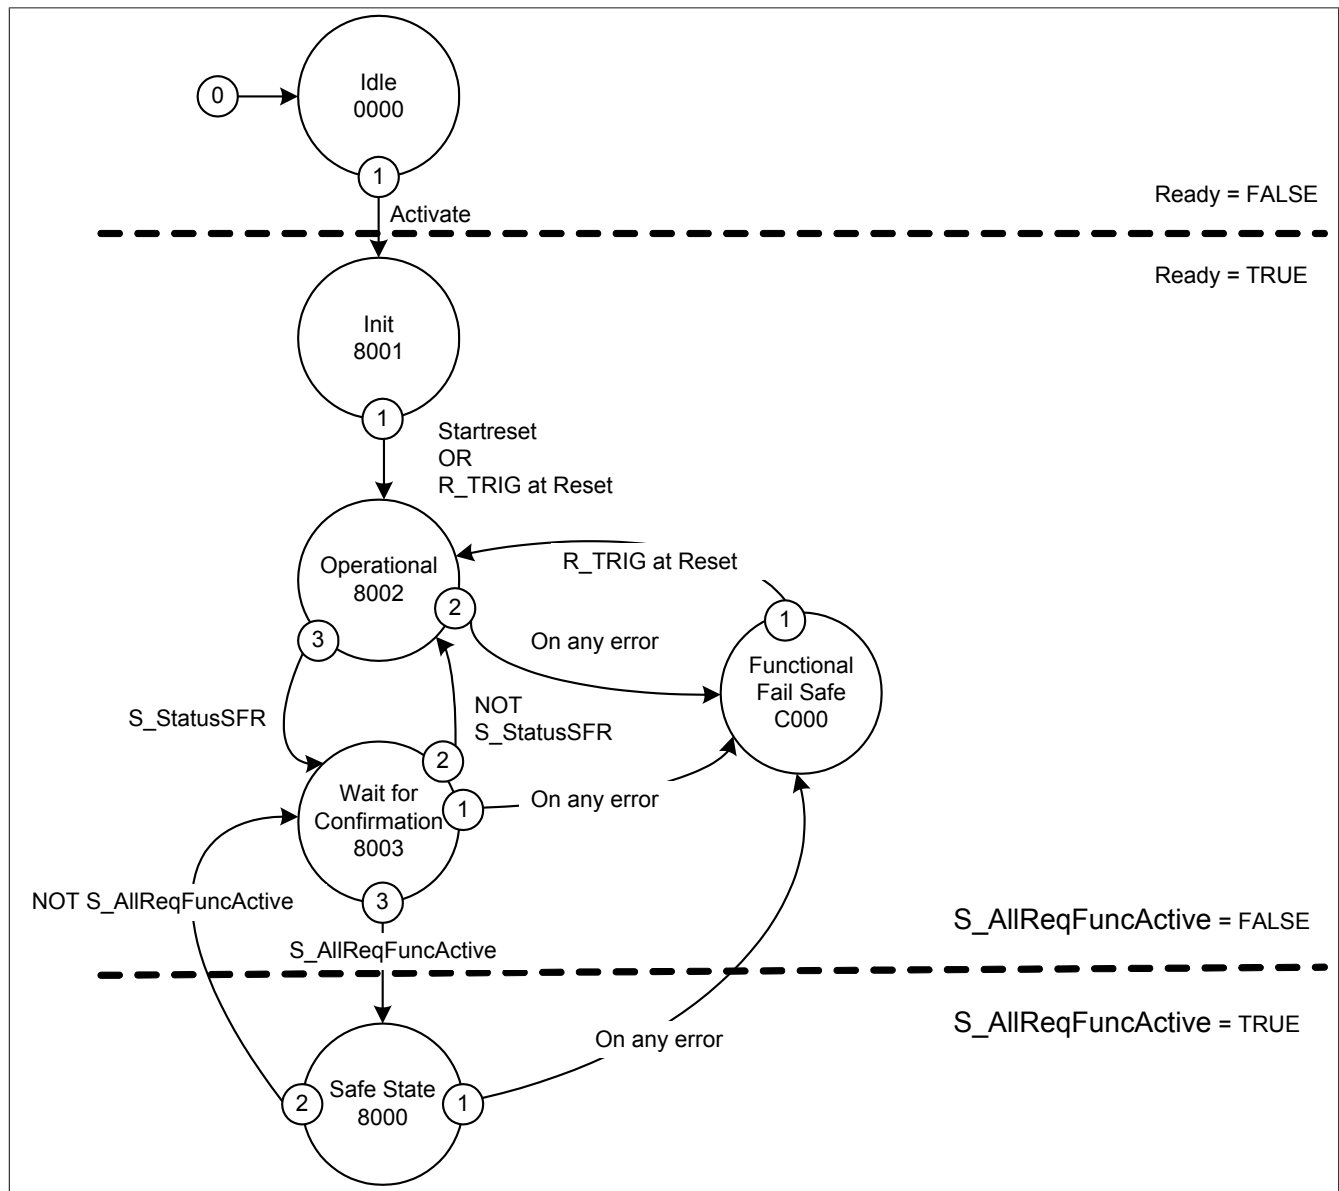 Idle
0000
0
1
Activate
Ready = FALSE
Ready = TRUE
Init
8001
1
Startreset
OR
R_TRIG at Reset
Operational
8002
2
3
R_TRIG at Reset
1
On any error
Functional
Fail Safe
C000
S_StatusSFR
NOT
S_StatusSFR
2
Wait for
Confirmation
8003
1
On any error
3
NOT S_AllReqFuncActive
S_AllReqFuncActive
S_AllReqFuncActive = FALSE
S_AllReqFuncActive = TRUE
On any error
Safe State
8000
2
1